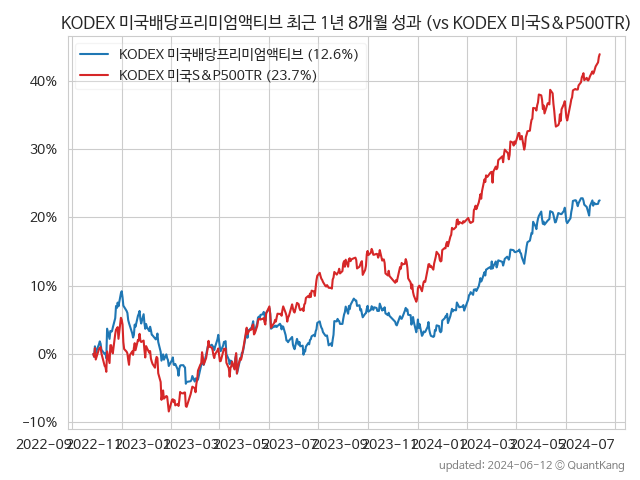 KODEX 미국배당프리미엄액티브 최근 1년 8개월 성과 (vs KODEX 미국S&P500TR)
KODEX 미국배당프리미엄액티브 (12.6%)
KODEX 미국S&P500TR (23.7%)
40%
30%
20%
10%
0%
−10%
2022-09 2022-11 2023-01 2023-03 2023-05 2023-07 2023-09 2023-11 2024-01 2024-03 2024-05 2024-07
updated: 2024-06-12 © QuantKang